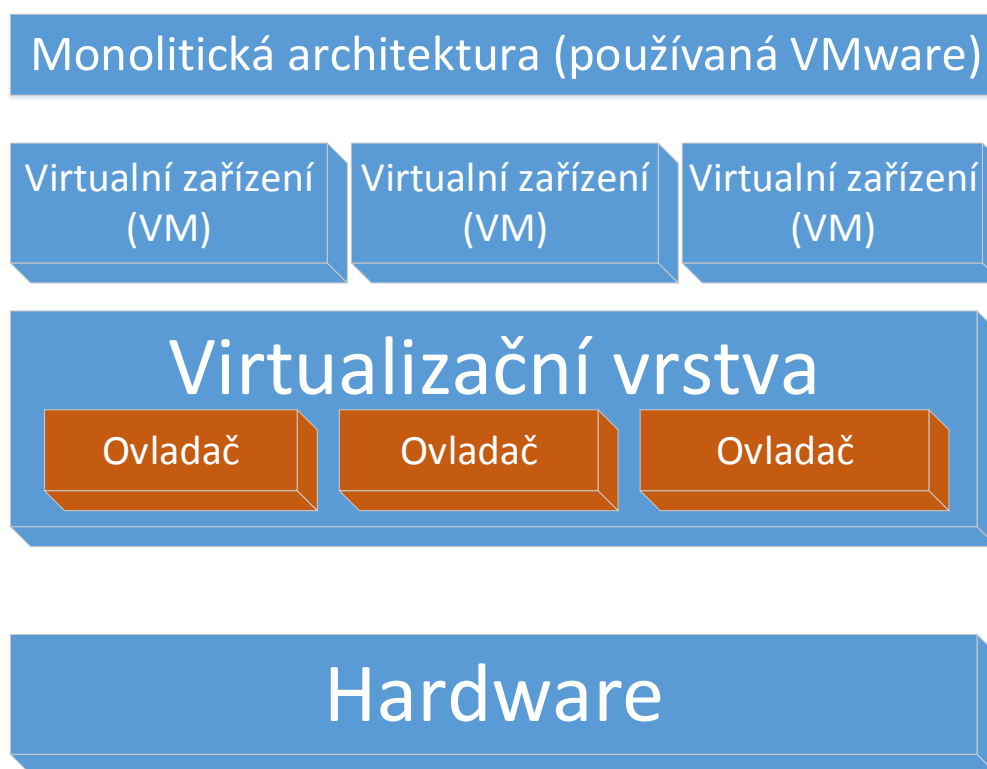 Monolitická architektura (používaná VMware)
Virtualní zařízení
(VM)
Virtualní zařízení
(VM)
Virtualní zařízení
(VM)
Virtualizační vrstva
Ovladač
Ovladač
Ovladač
Hardware